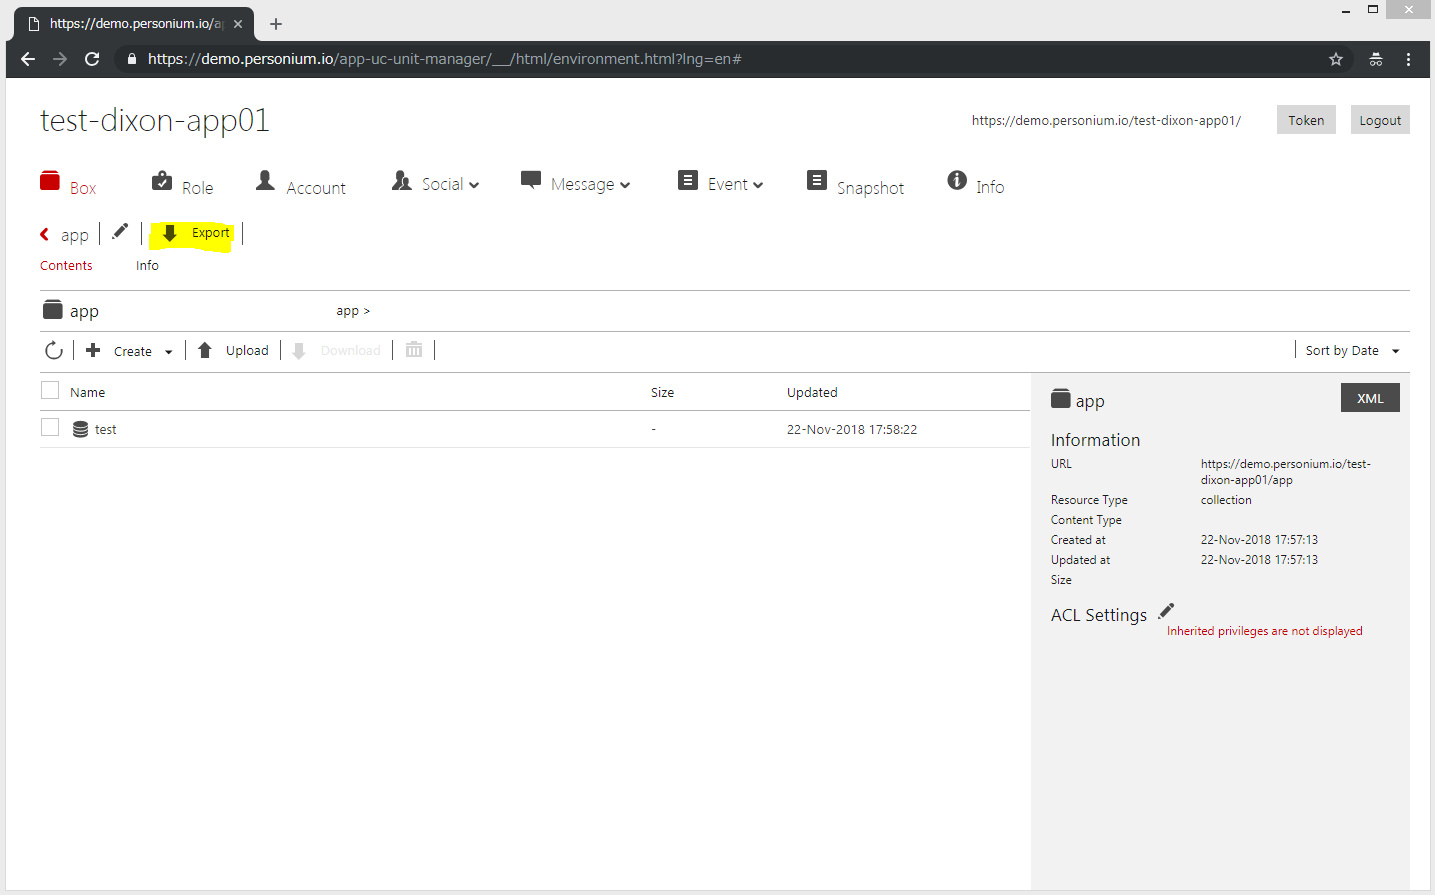 https://demo.personium.io/ap
https://demo.personium.io/app-uc-unit-manager/__/html/environment.html?lng=en#
test-dixon-app01
https://demo.personium.io/test-dixon-app01/
Token
Logout
Box
Role
Account
Social
Message
Event
Snapshot
Info
app
Export
Contents
Info
app
app >
Create
Upload
Download
Sort by Date
Name
Size
Updated
test
-
22-Nov-2018 17:58:22
app
XML
Information
URL
https://demo.personium.io/test-
dixon-app01/app
Resource Type
collection
Content Type
Created at
22-Nov-2018 17:57:13
Updated at
22-Nov-2018 17:57:13
Size
ACL Settings
Inherited privileges are not displayed